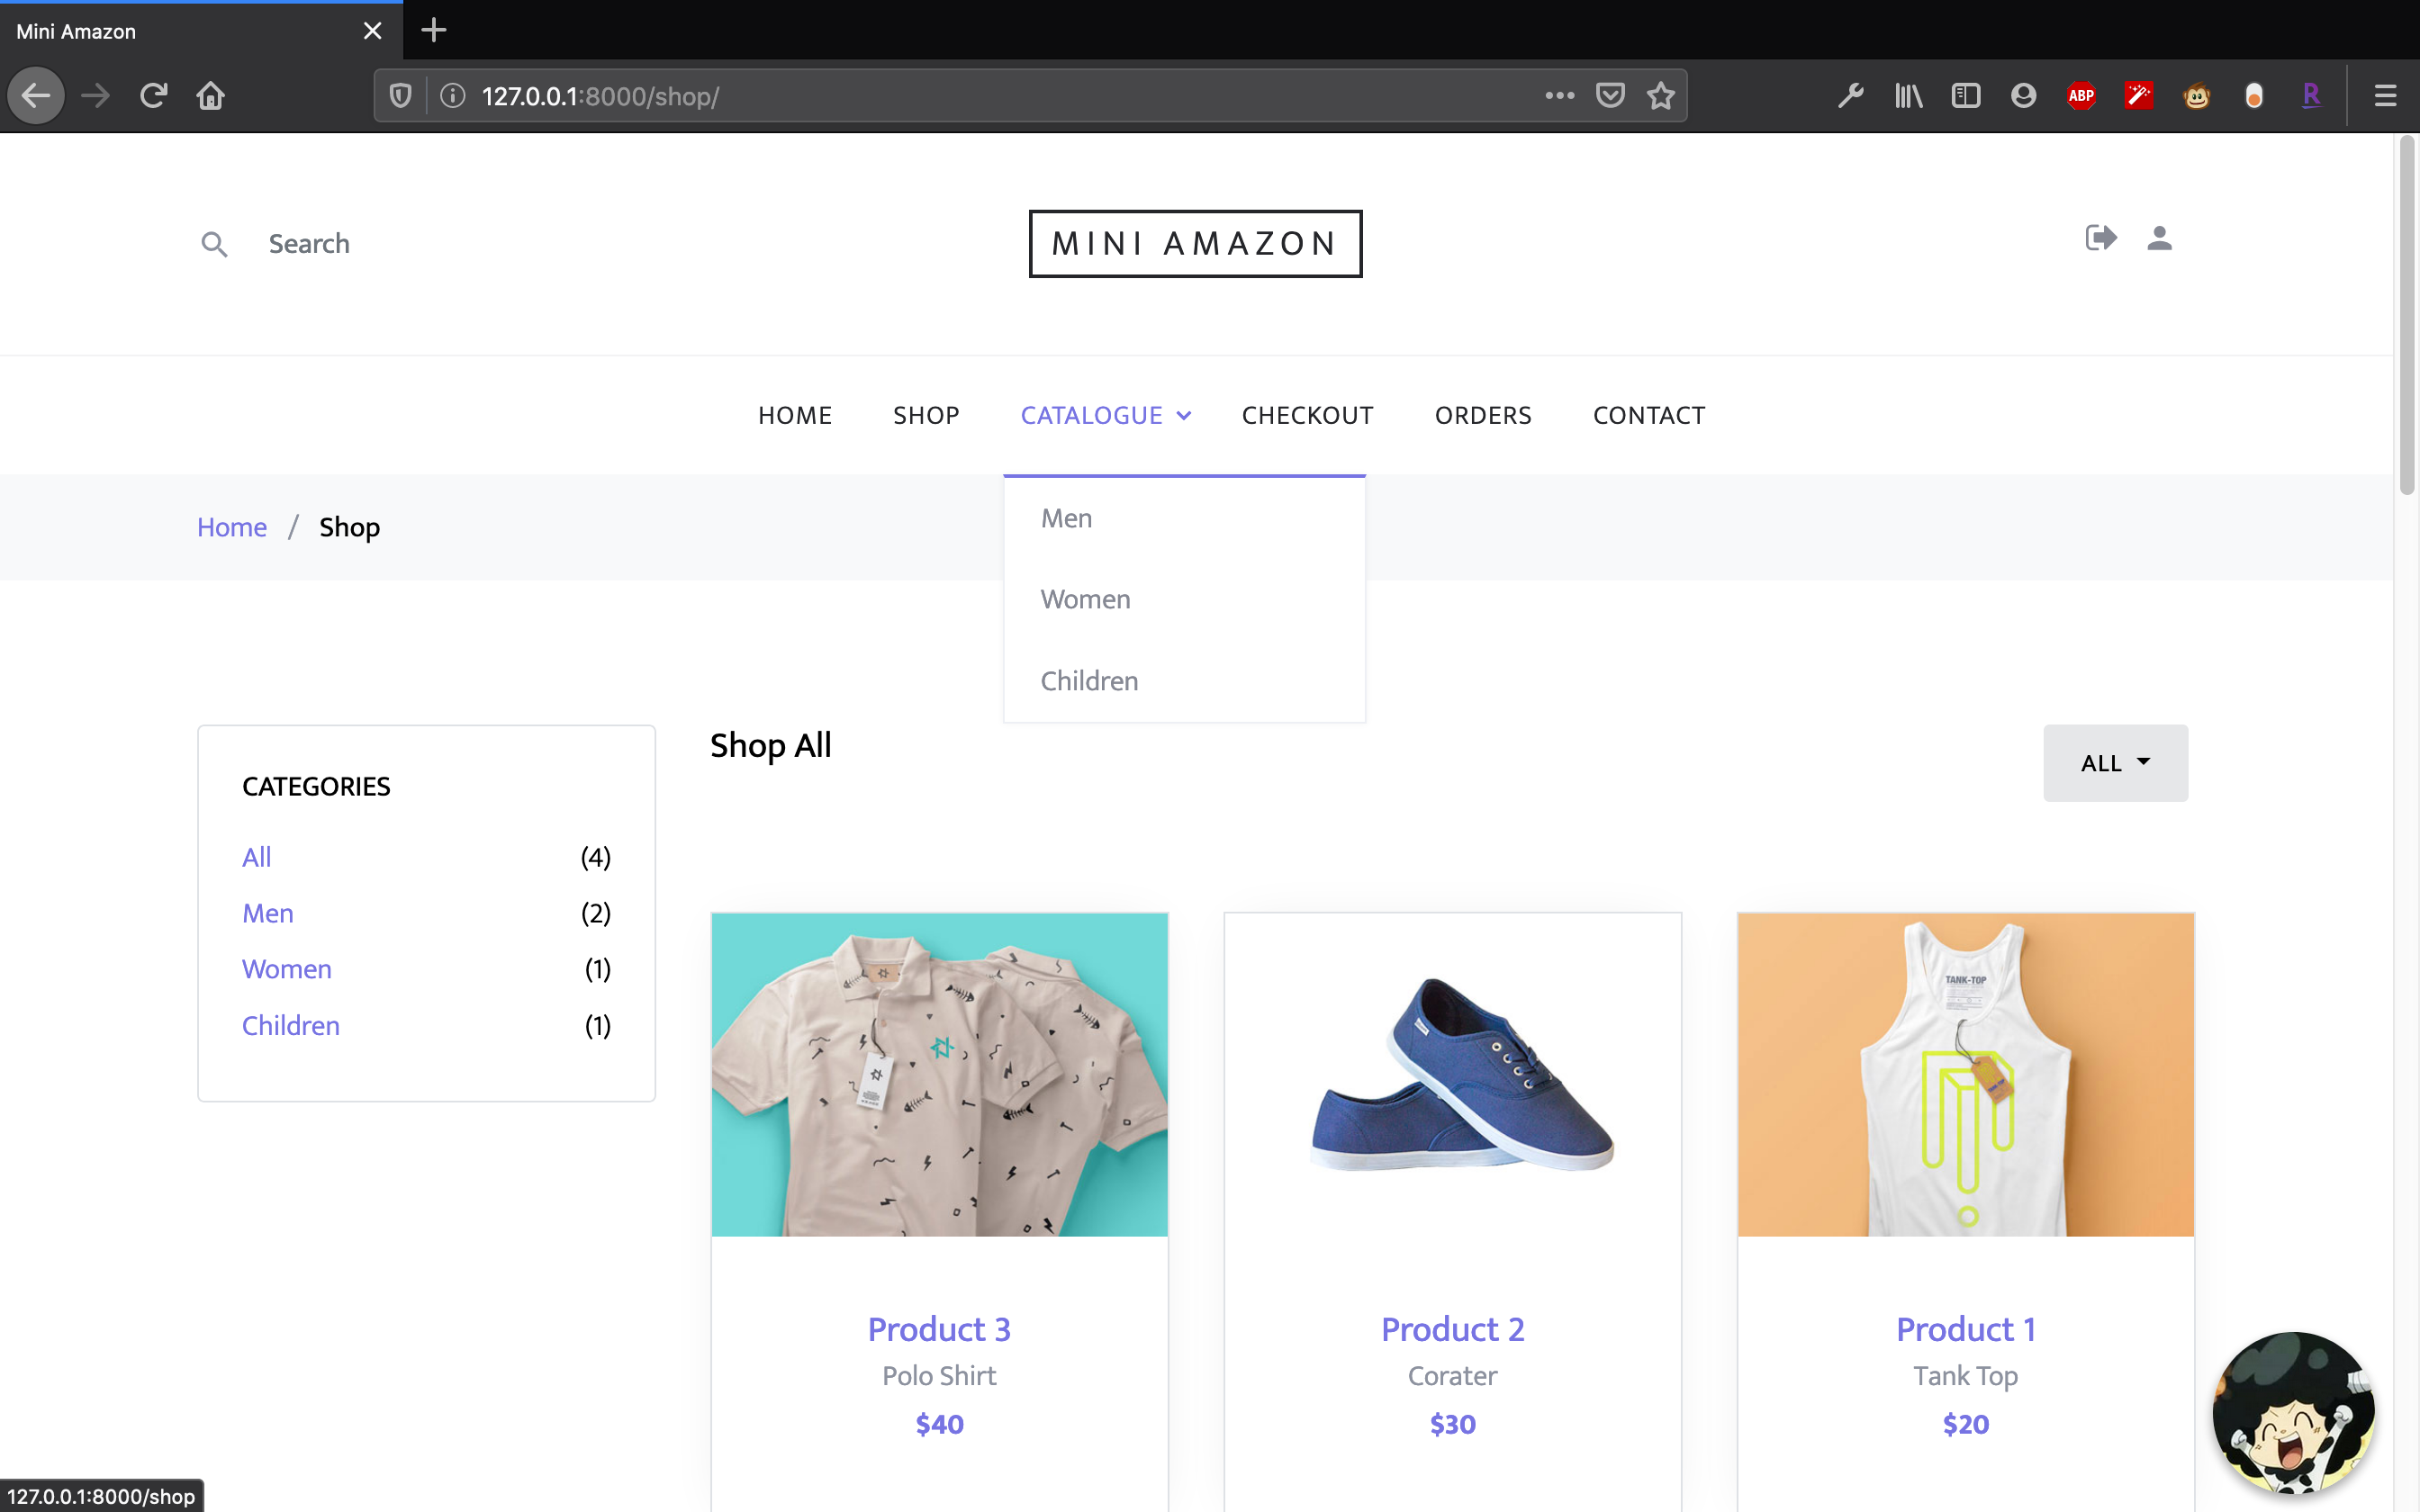 Mini Amazon
127.0.0.1:8000/shop/
ABP
R
Search
MINI AMAZON
HOME
SHOP
CATALOGUE
CHECKOUT
ORDERS
CONTACT
Men
Women
Children
Home / Shop
Shop All
ALL
CATEGORIES
All (4)
Men (2)
Women (1)
Children (1)
TANK-TOP
Product 3
Polo Shirt
$40
Product 2
Corater
$30
Product 1
Tank Top
$20
127.0.0.1:8000/shop